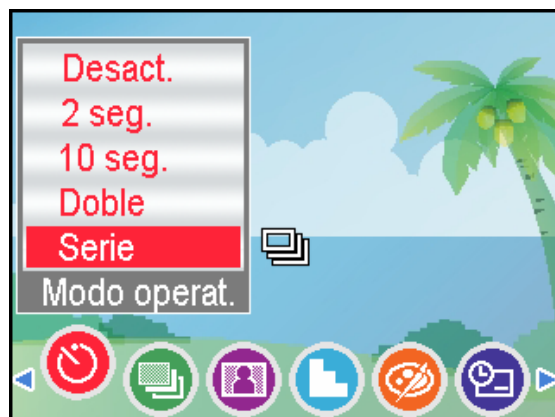 Desact.
2 seg.
10 seg.
Doble
Serie
Modo operat.